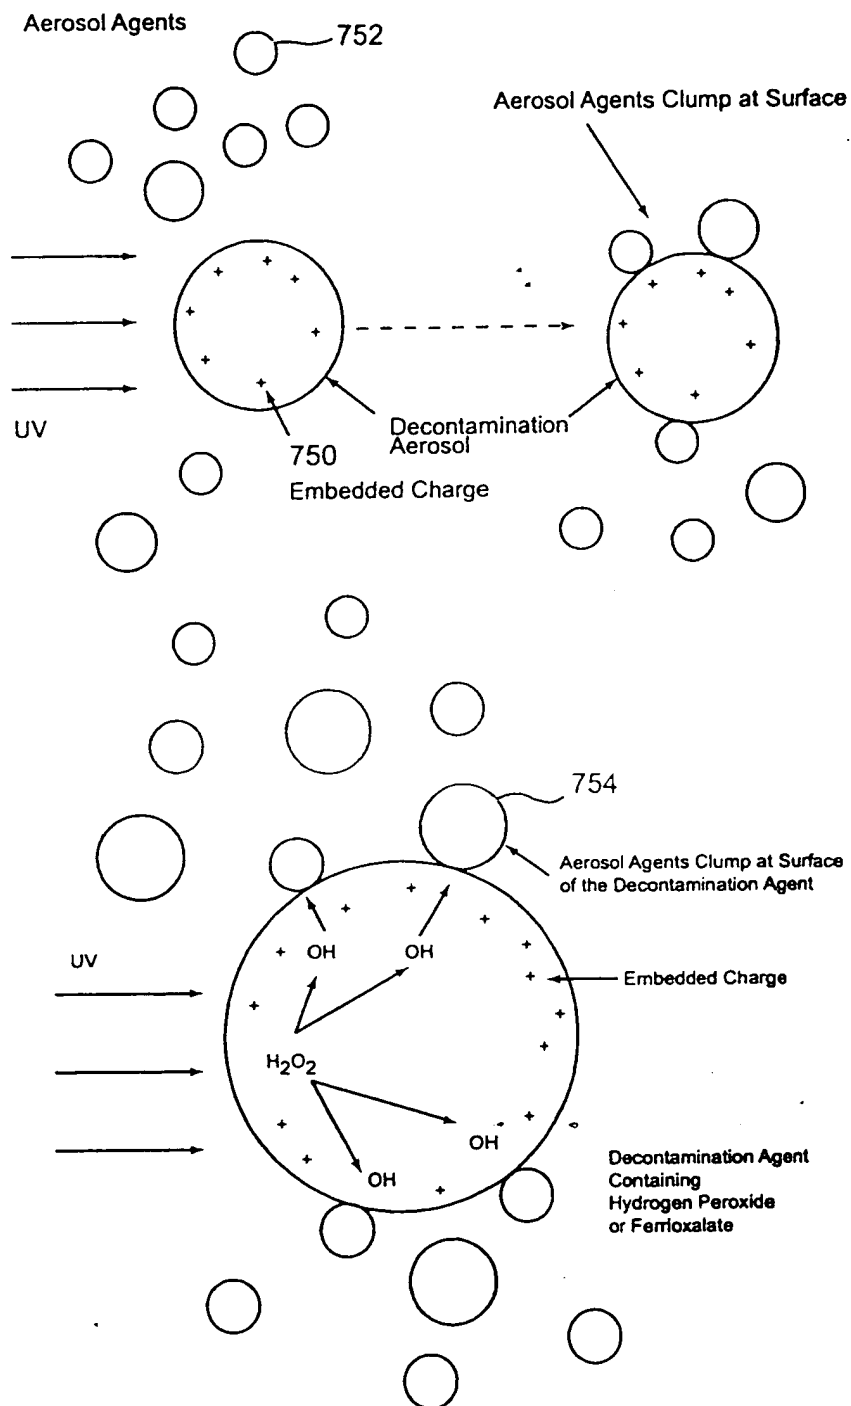 Aerosol Agents
752
Aerosol Agents Clump at Surface
+ + +
+ +
+ +
+
+ + +
+ +
+ +
+
UV
Decontamination
Aerosol
750
Embedded Charge
754
Aerosol Agents Clump at Surface
of the Decontamination Agent
UV
OH
OH
Embedded Charge
H2O2
OH
OH
Decontamination Agent
Containing
Hydrogen Peroxide
or Ferrioxalate